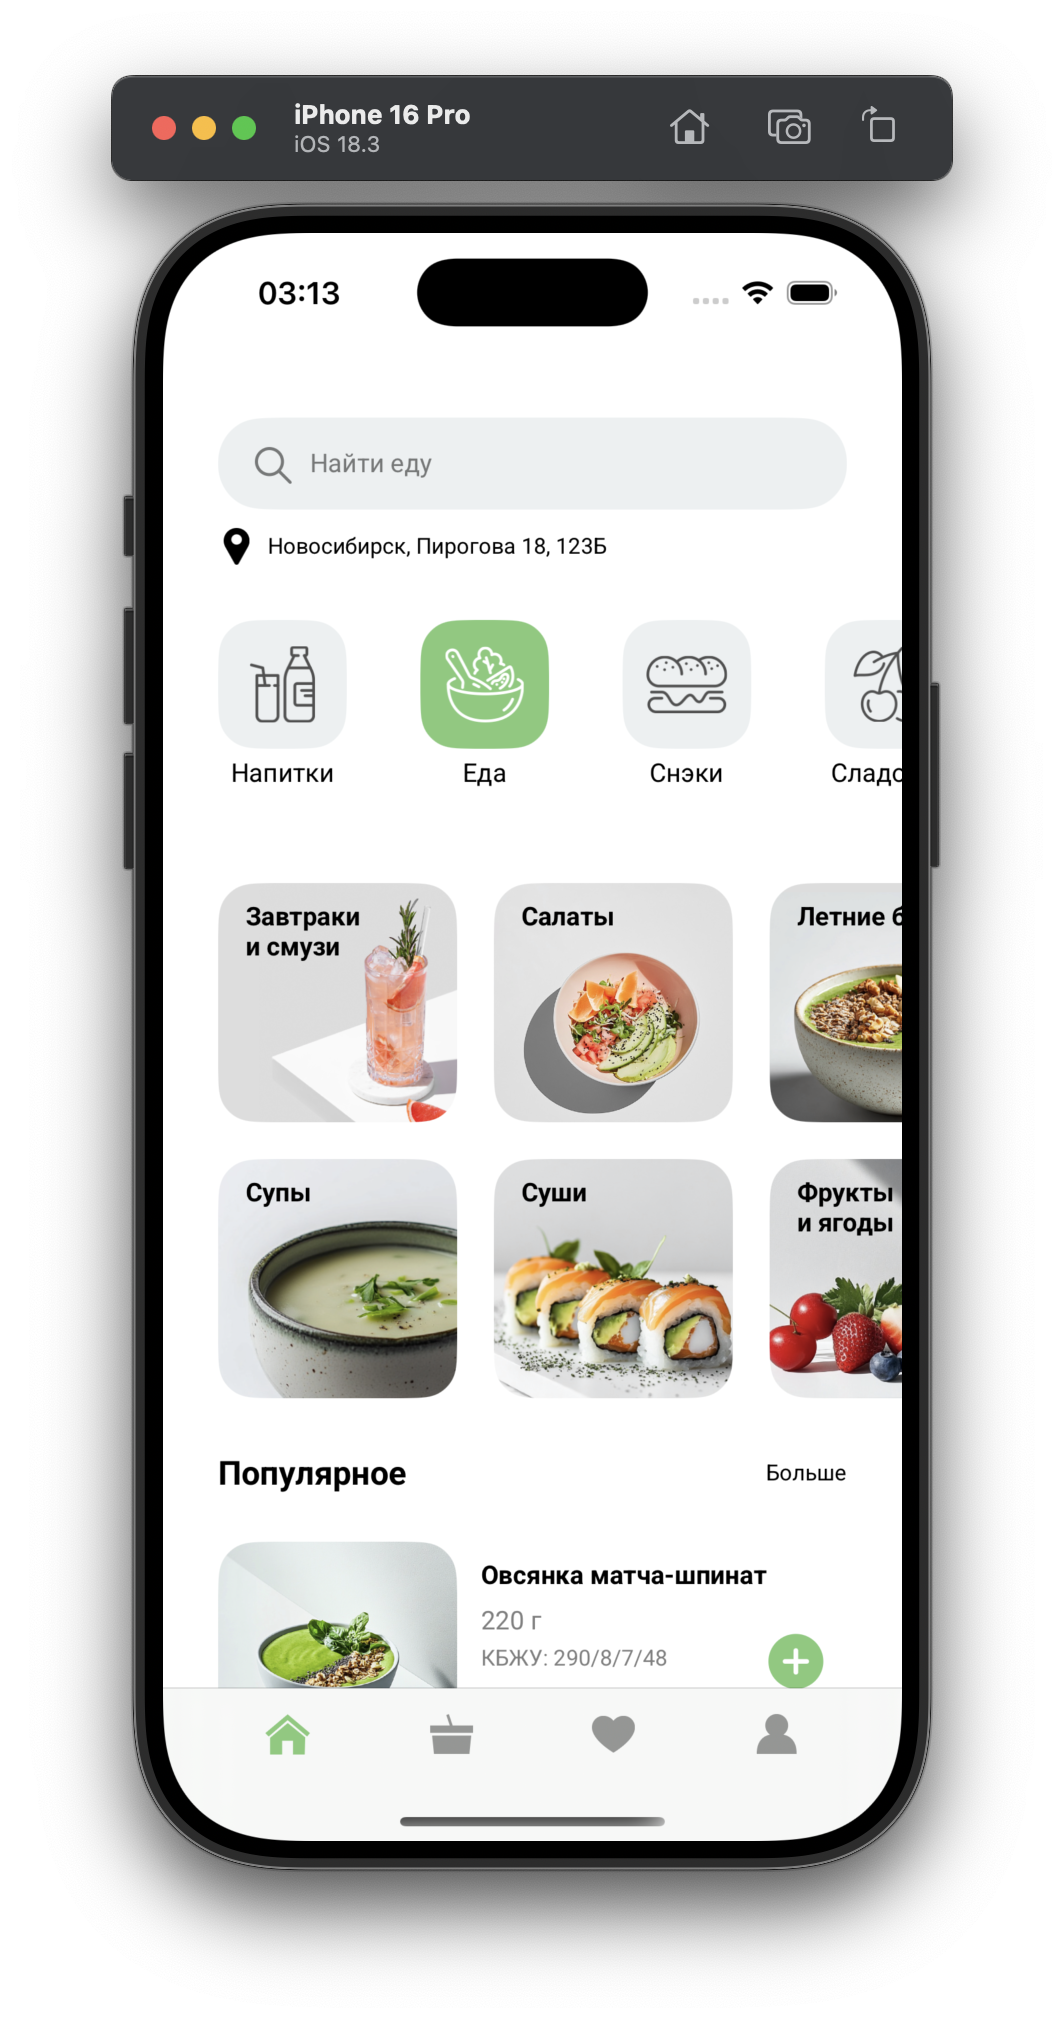 iPhone 16 Pro
iOS 18.3
03:13
Найти еду
Новосибирск, Пирогова 18, 123Б
Напитки
Еда
Снэки
Сладо
Завтраки
и смузи
Салаты
Летние б
Супы
Суши
Фрукты
и ягоды
Популярное
Больше
Овсянка матча-шпинат
220 г
КБЖУ: 290/8/7/48